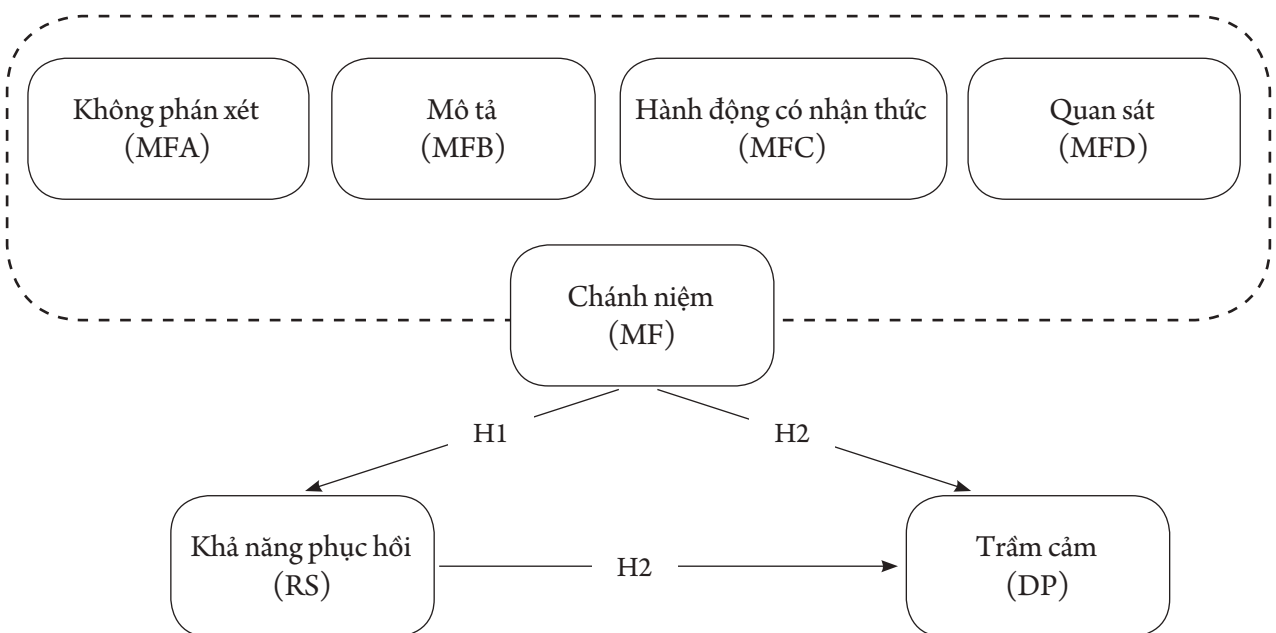 Không phán xét
(MFA)
Mô tả
(MFB)
Hành động có nhận thức
(MFC)
Quan sát
(MFD)
Chánh niệm
(MF)
H1
H2
Khả năng phục hồi
(RS)
H2
Trầm cảm
(DP)